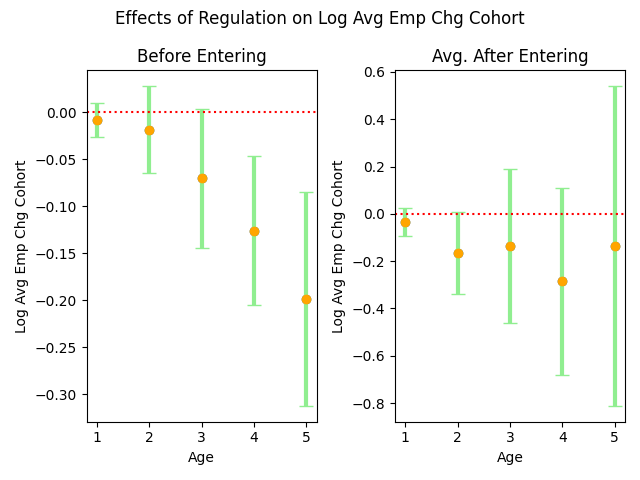 Effects of Regulation on Log Avg Emp Chg Cohort
Before Entering
Log Avg Emp Chg Cohort
0.00
−0.05
−0.10
−0.15
−0.20
−0.25
−0.30
1 2 3 4 5
Age
Avg. After Entering
Log Avg Emp Chg Cohort
0.6
0.4
0.2
0.0
−0.2
−0.4
−0.6
−0.8
1 2 3 4 5
Age